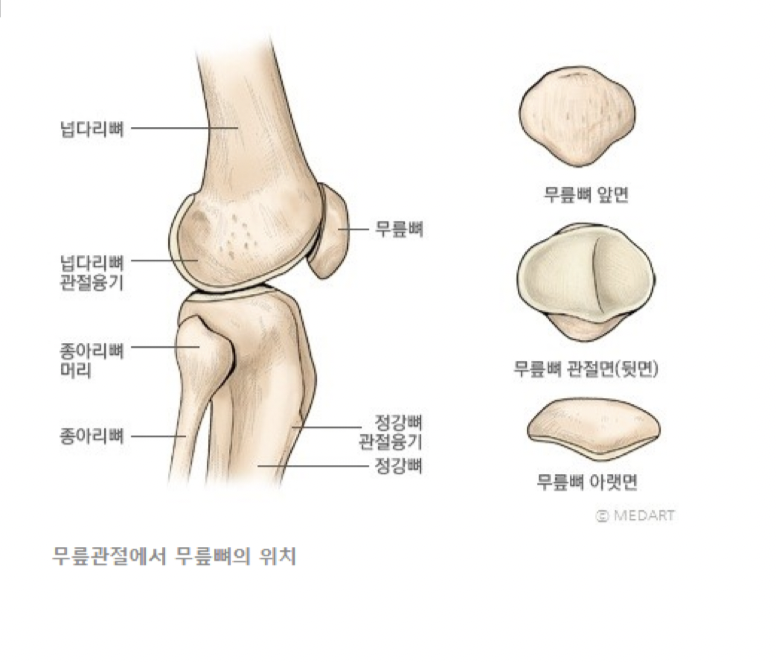 넙다리뼈
무릎뼈
넙다리뼈
관절융기
종아리뼈
머리
종아리뼈
정강뼈
관절융기
정강뼈
무릎뼈 앞면
무릎뼈 관절면(뒷면)
무릎뼈 아랫면
ⓒ MEDART
무릎관절에서 무릎뼈의 위치